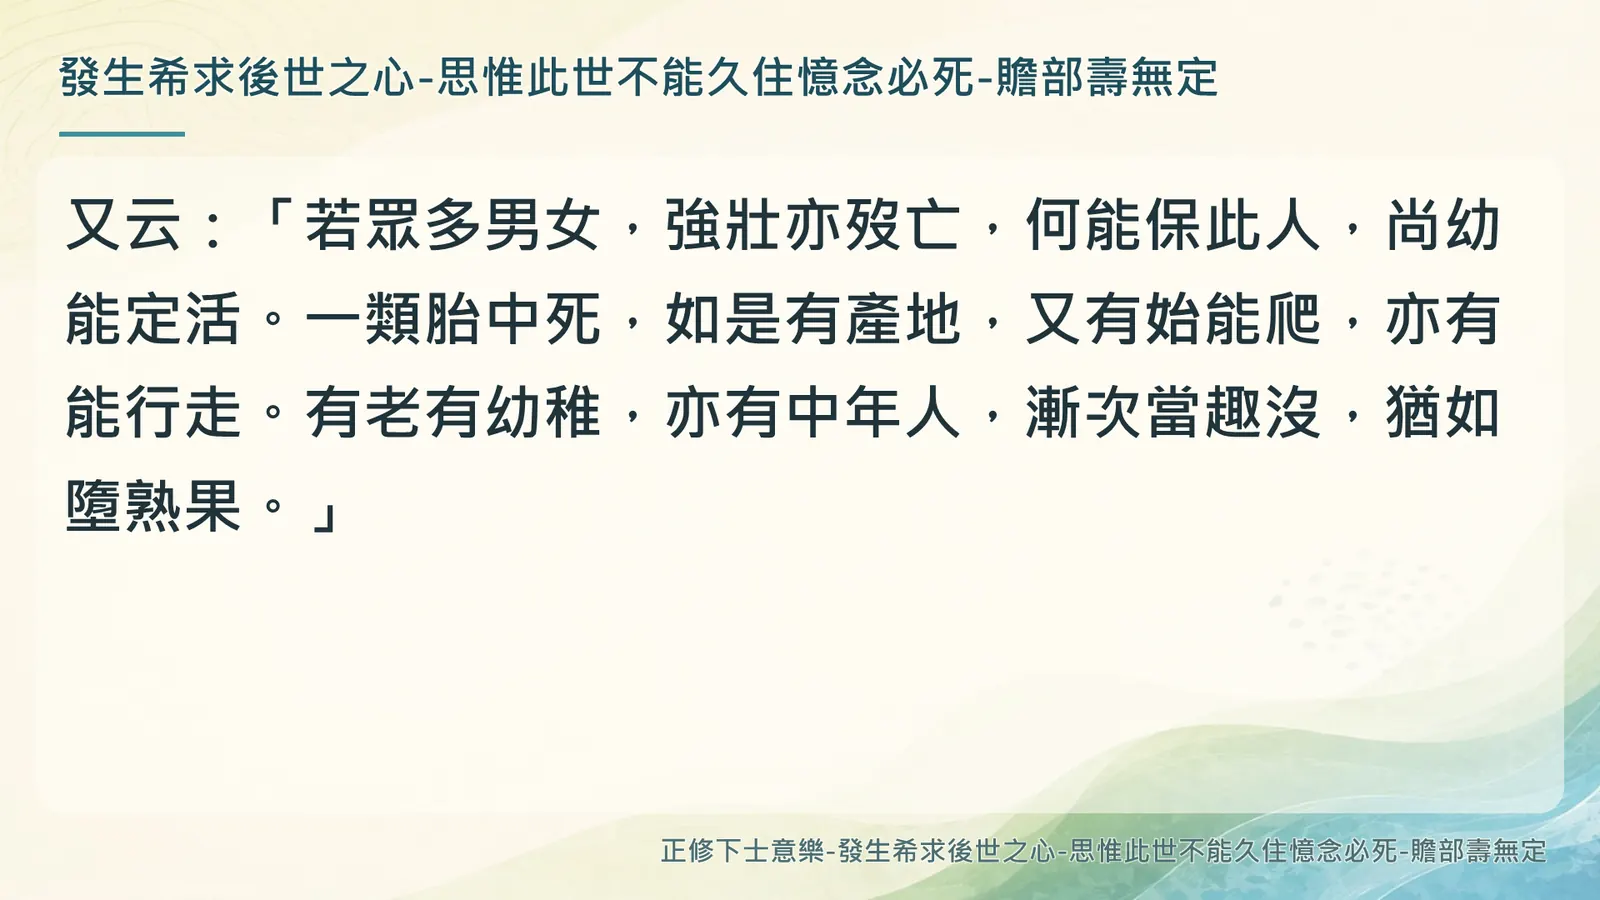 發生希求後世之心-思惟此世不能久住憶念必死-贍部壽無定
又云：「若眾多男女，強壯亦歿亡，何能保此人，尚幼
能定活。一類胎中死，如是有產地，又有始能爬，亦有
能行走。有老有幼稚，亦有中年人，漸次當趣沒，猶如
墮熟果。」
正修下士意樂-發生希求後世之心-思惟此世不能久住憶念必死-贍部壽無定